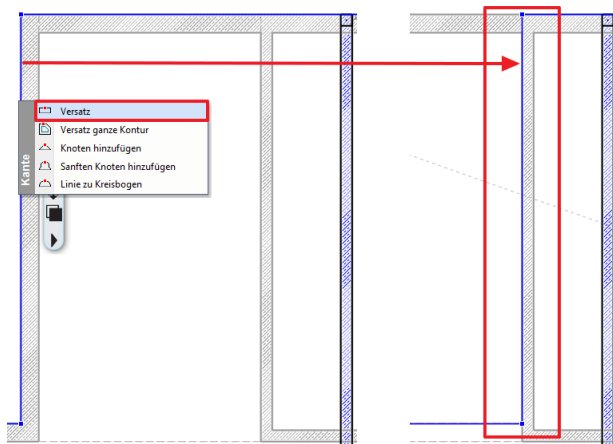 Kante
Versatz
Versatz ganze Kontur
Knoten hinzufügen
Sanften Knoten hinzufügen
Linie zu Kreisbogen